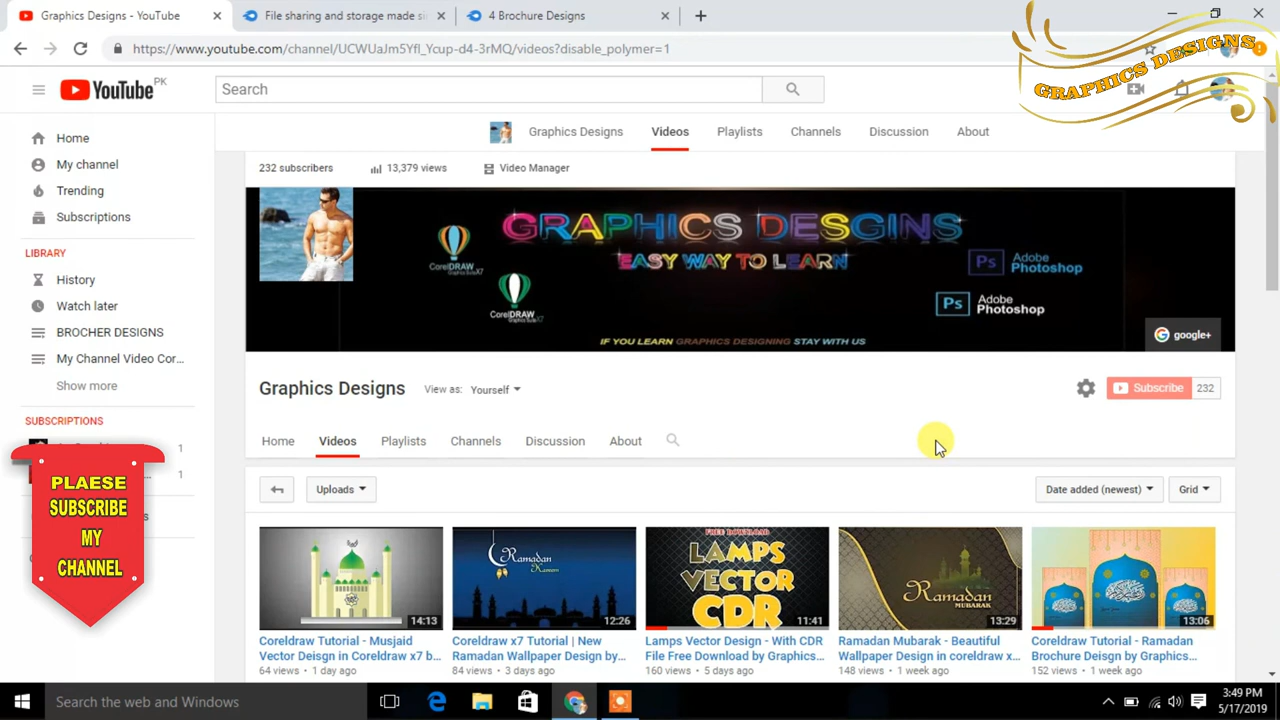 Graphics Designs - YouTube
File sharing and storage made si
4 Brochure Designs
https://www.youtube.com/channel/UCWUaJm5Yfl_Ycup-d4-3rMQ/videos?disable_polymer=1
GRAPHICS DESIGNS
YouTube PK
Search
Home
My channel
Trending
Subscriptions
LIBRARY
History
Watch later
BROCHER DESIGNS
My Channel Video Cor...
Show more
SUBSCRIPTIONS
1
1
PLAESE
SUBSCRIBE
MY
CHANNEL
Graphics Designs
Videos
Playlists
Channels
Discussion
About
232 subscribers
13,379 views
Video Manager
GRAPHICS DESGINS
EASY WAY TO LEARN
CorelDRAW
CorelDRAW
Ps Adobe
Photoshop
Ps Adobe
Photoshop
IF YOU LEARN GRAPHICS DESIGNING STAY WITH US
google+
Graphics Designs
View as: Yourself
Subscribe 232
Home
Videos
Playlists
Channels
Discussion
About
Uploads
Date added (newest)
Grid
14:13
Coreldraw Tutorial - Musjaid
Vector Deisgn in Coreldraw x7 b...
64 views • 1 day ago
Ramadan
Kareem
12:26
Coreldraw x7 Tutorial | New
Ramadan Wallpaper Design by...
84 views • 3 days ago
FREE DOWNLOAD
LAMPS
VECTOR
CDR
11:41
Lamps Vector Design - With CDR
File Free Download by Graphics...
160 views • 5 days ago
Ramadan
MUBARAK
13:29
Ramadan Mubarak - Beautiful
Wallpaper Design in coreldraw x...
148 views • 1 week ago
13:06
Coreldraw Tutorial - Ramadan
Brochure Deisgn by Graphics...
152 views • 1 week ago
Search the web and Windows
3:49 PM
5/17/2019